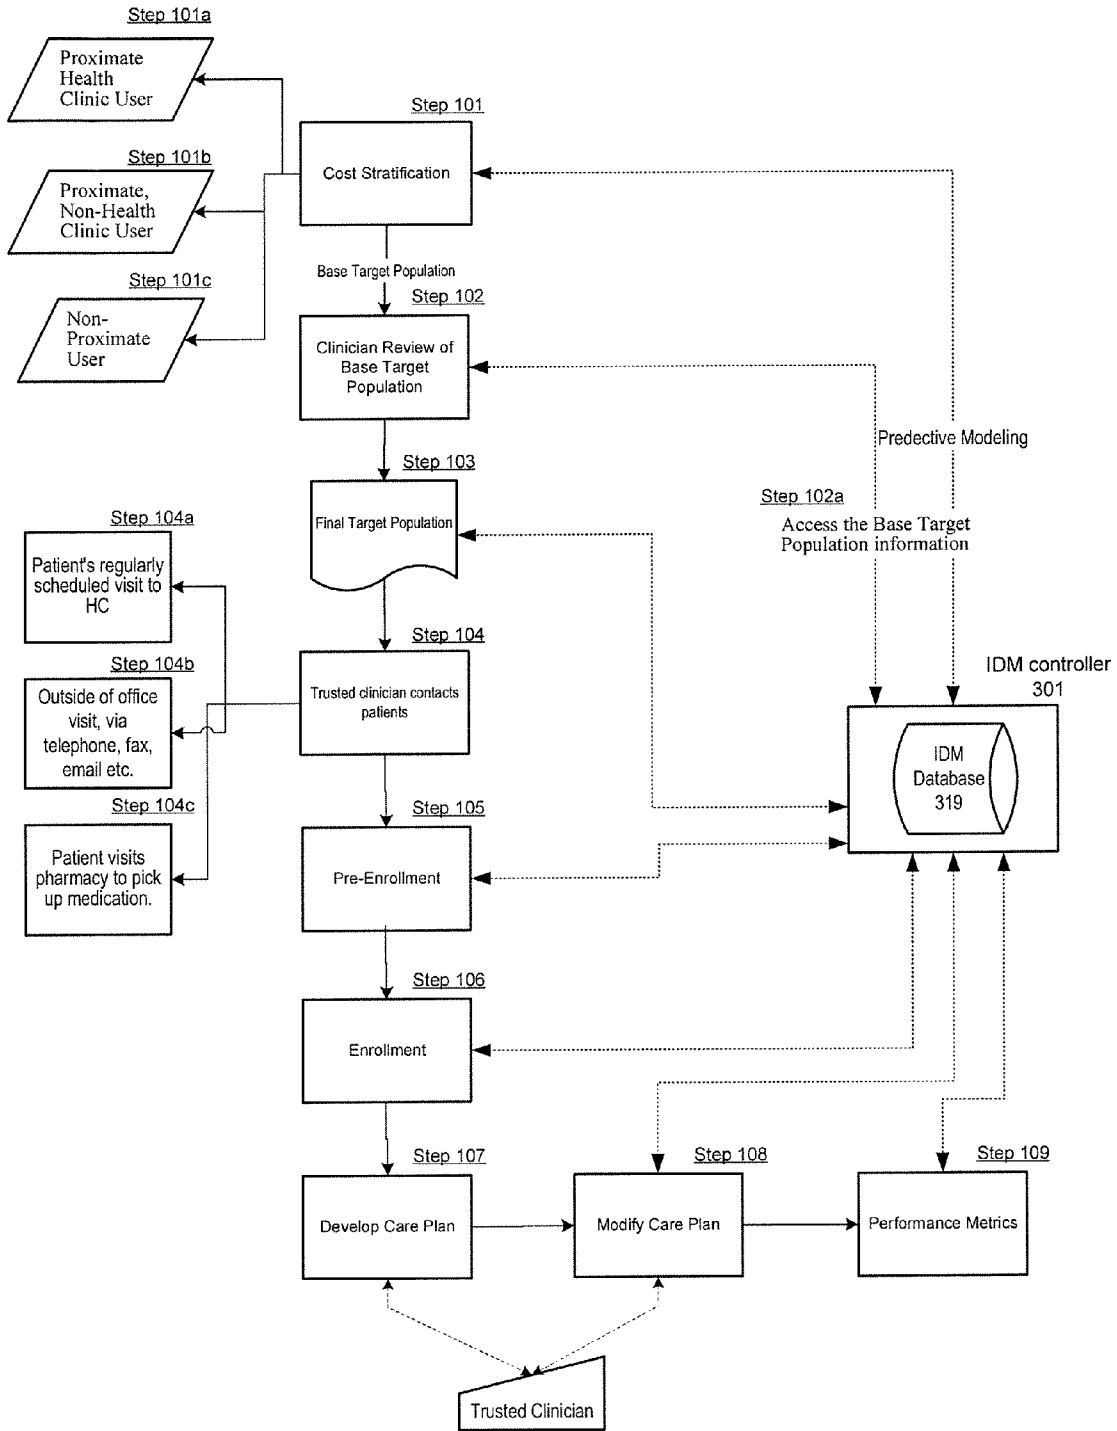 Step 101a
Proximate
Health
Clinic User
Step 101
Cost Stratification
Step 101b
Proximate,
Non-Health
Clinic User
Base Target Population
Step 101c
Non-
Proximate
User
Step 102
Clinician Review of
Base Target
Population
Predective Modeling
Step 102a
Access the Base Target
Population information
Step 103
Final Target Population
Step 104a
Patient's regularly
scheduled visit to
HC
Step 104
Trusted clinician contacts
patients
Step 104b
Outside of office
visit, via
telephone, fax,
email etc.
IDM controller
301
IDM
Database
319
Step 104c
Patient visits
pharmacy to pick
up medication.
Step 105
Pre-Enrollment
Step 106
Enrollment
Step 107
Develop Care Plan
Step 108
Modify Care Plan
Step 109
Performance Metrics
Trusted Clinician